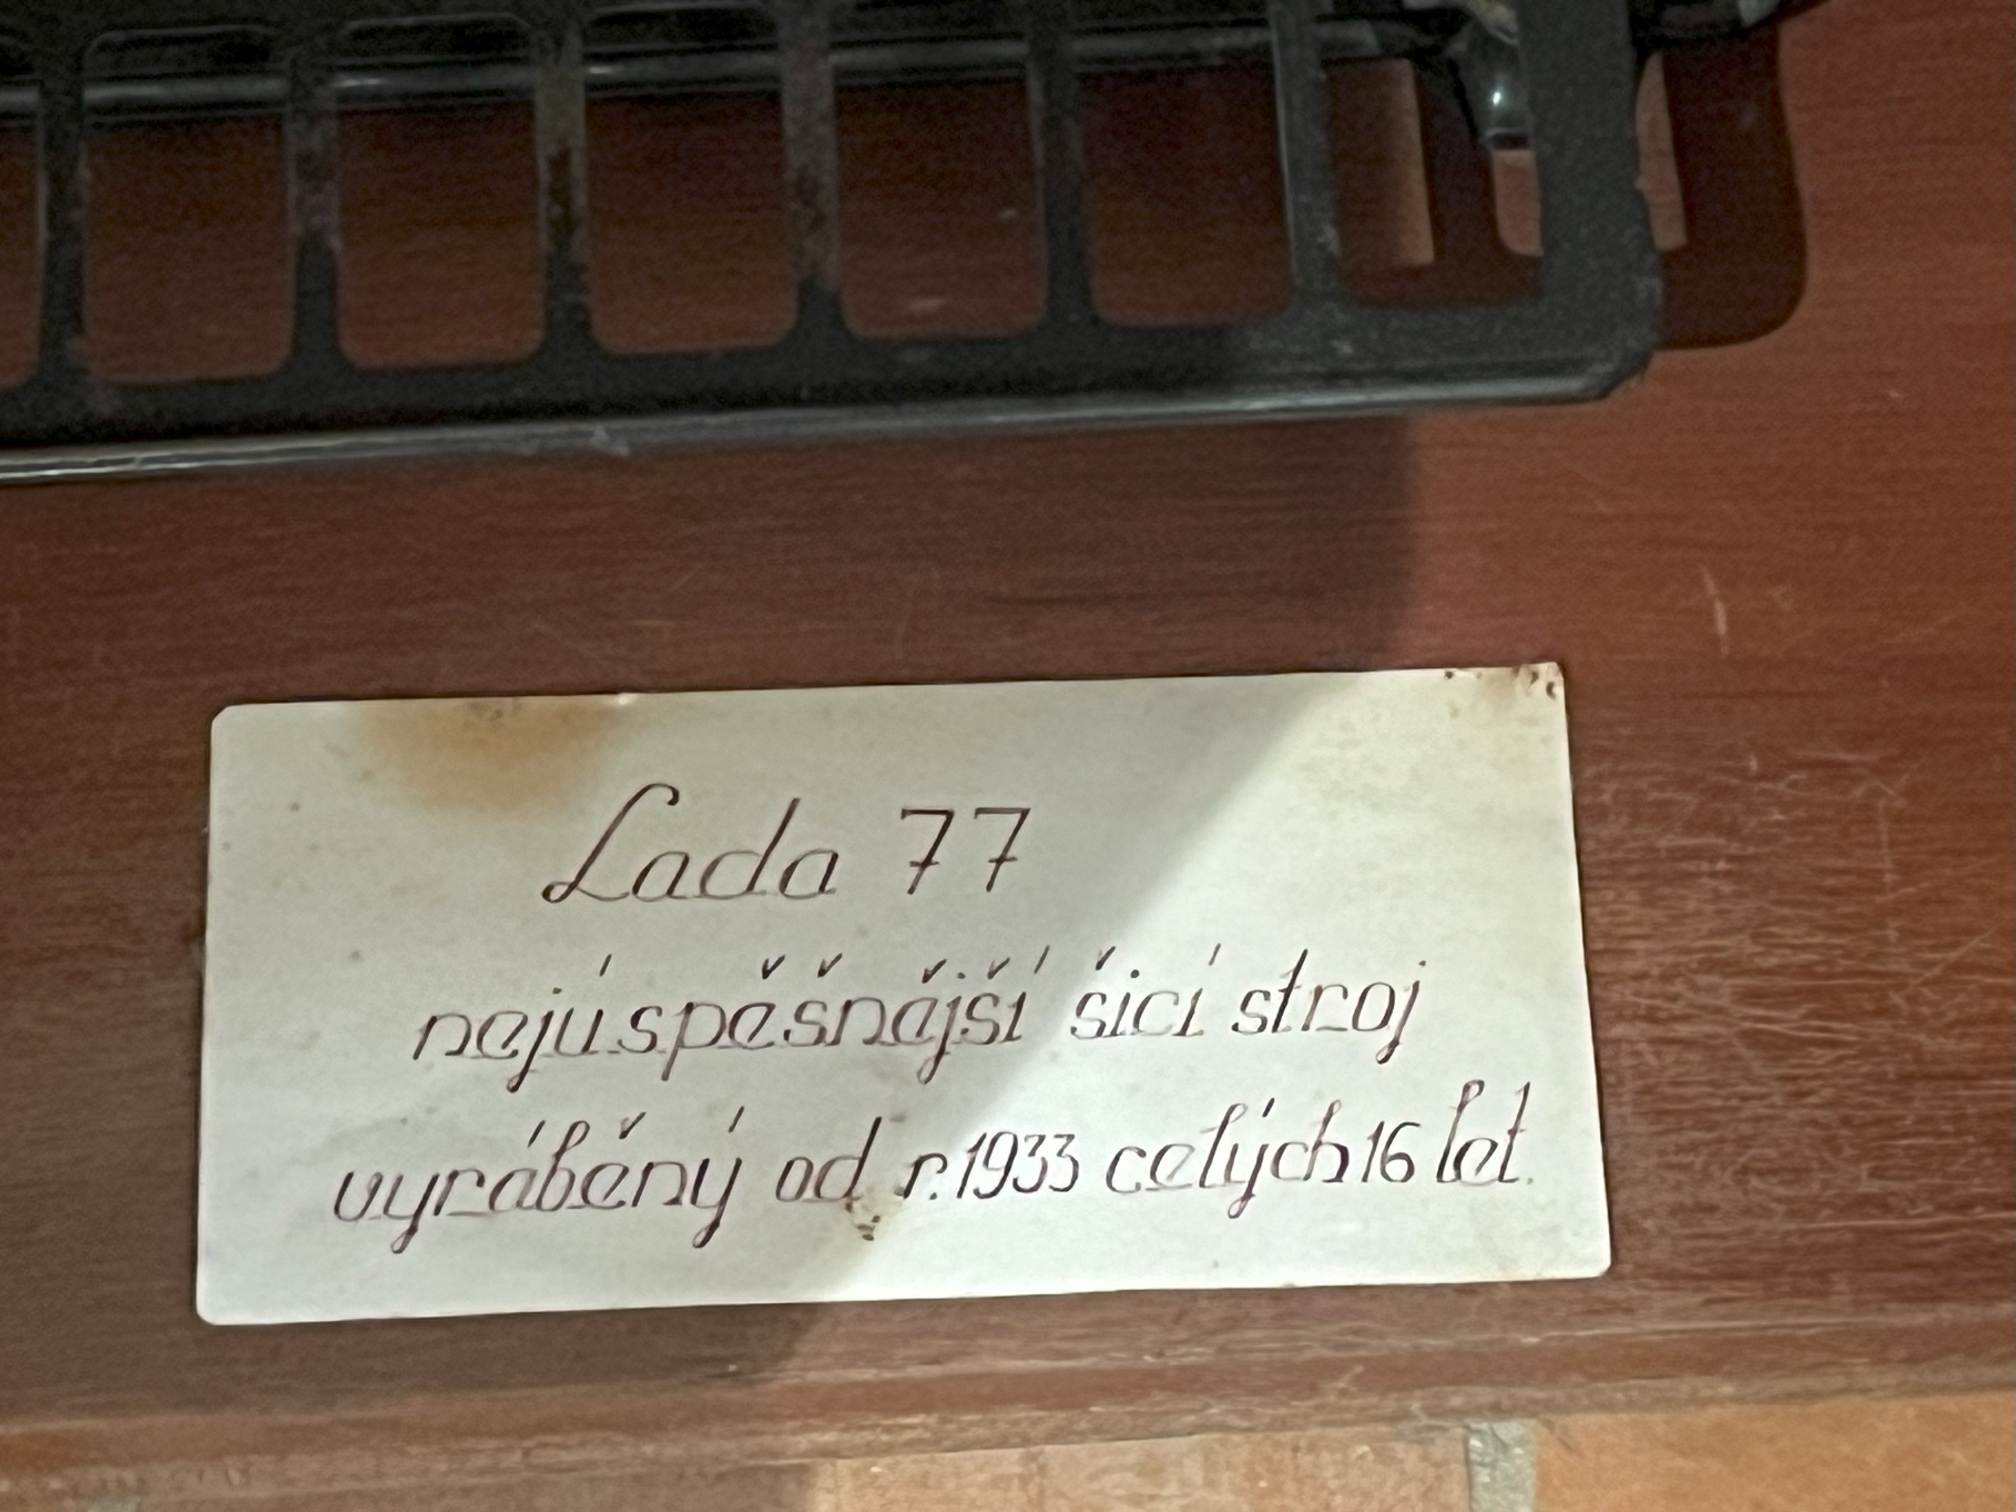 Lada 77
nejúspěšnější šicí stroj
vyráběný od r.1933 celých 16 let.